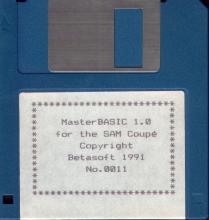 MasterBASIC 1.0
for the SAM Coupé
Copyright
Betasoft 1991
No.0011